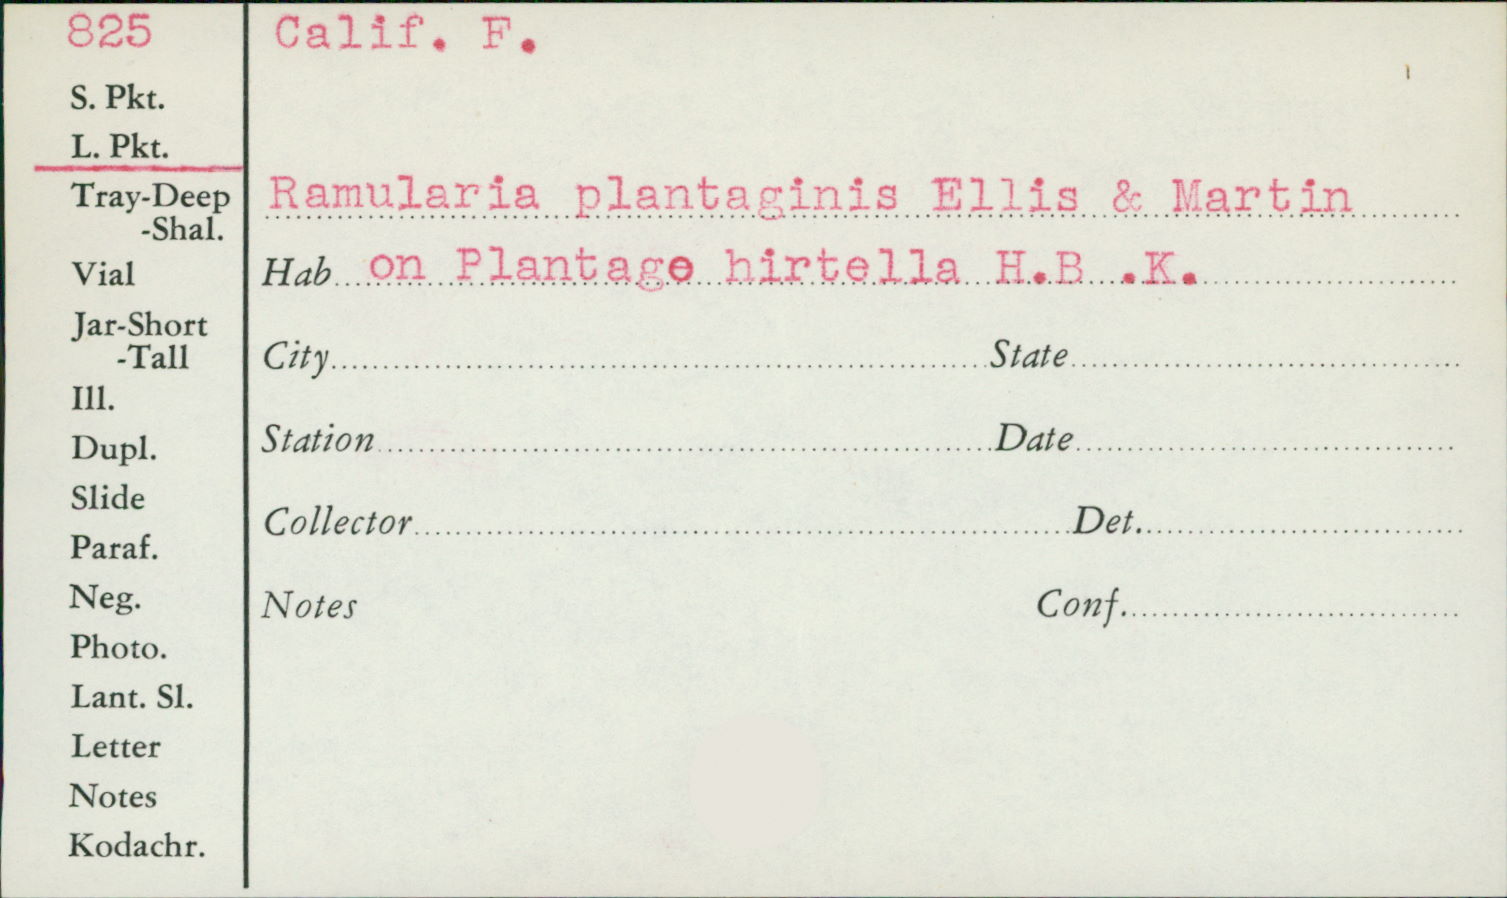 825
S. Pkt.
L. Pkt.
Tray-Deep
-Shal.
Vial
Jar-Short
-Tall
Ill.
Dupl.
Slide
Paraf.
Neg.
Photo.
Lant. Sl.
Letter
Notes
Kodachr.
Calif. F.
Ramularia plantaginis Ellis & Martin
Hab on Plantago hirtella H.B .K.
City State
Station Date
Collector Det.
Notes Conf.